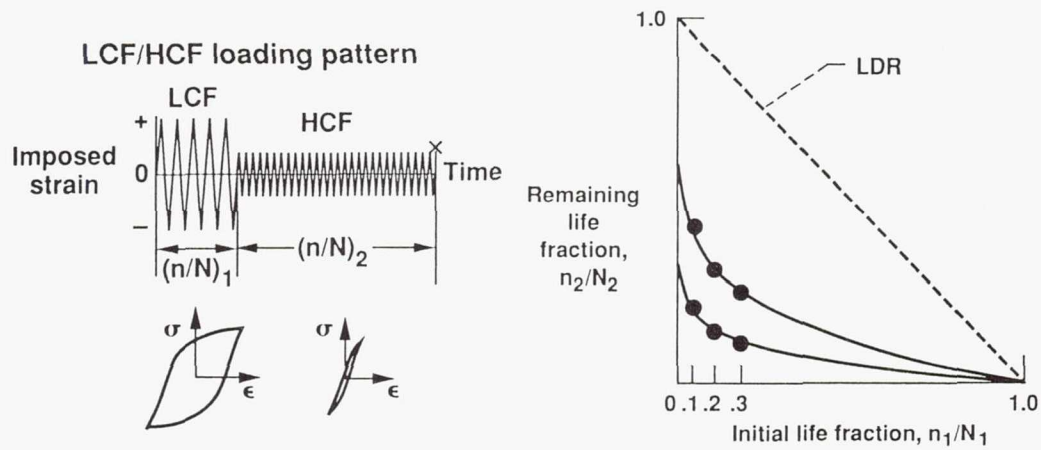 LCF/HCF loading pattern
LCF
HCF
+
Imposed
strain
0
Time
–
(n/N)1
(n/N)2
σ
ϵ
σ
ϵ
1.0
LDR
Remaining
life
fraction,
n2/N2
0 .1 .2 .3
1.0
Initial life fraction, n1/N1